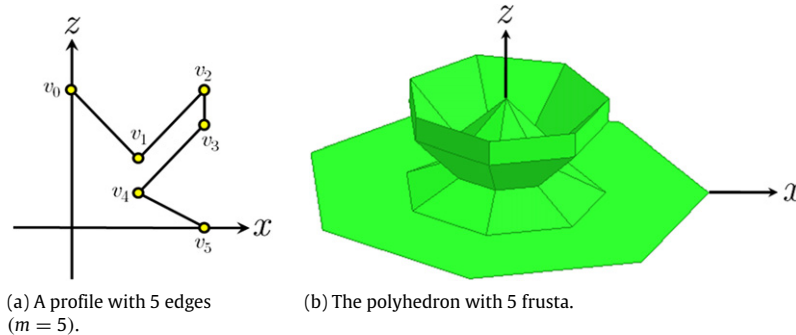 z
v₀
v₂
v₁
v₃
v₄
v₅
x
z
x
(a) A profile with 5 edges
(m = 5).
(b) The polyhedron with 5 frusta.